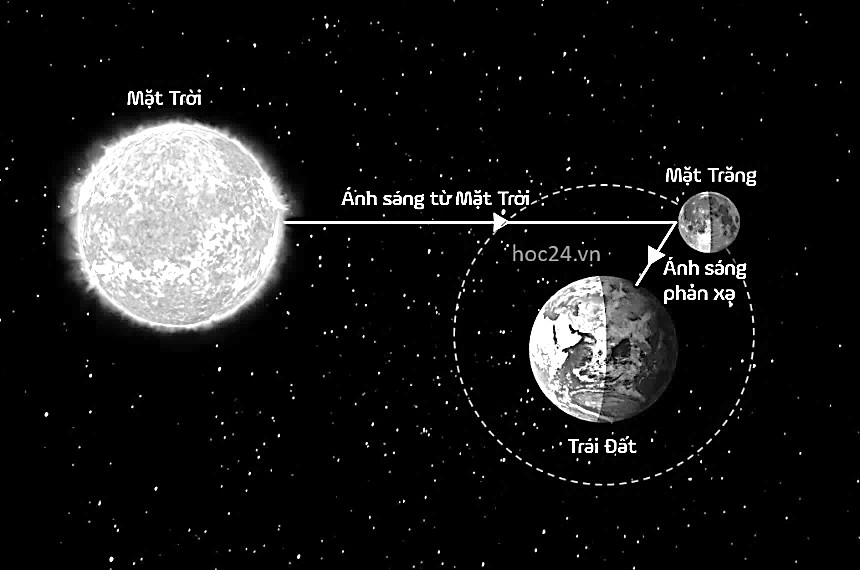 Mặt Trời
Mặt Trăng
Ánh sáng từ Mặt Trời
hoc24.vn
Ánh sáng
phản xạ
Trái Đất